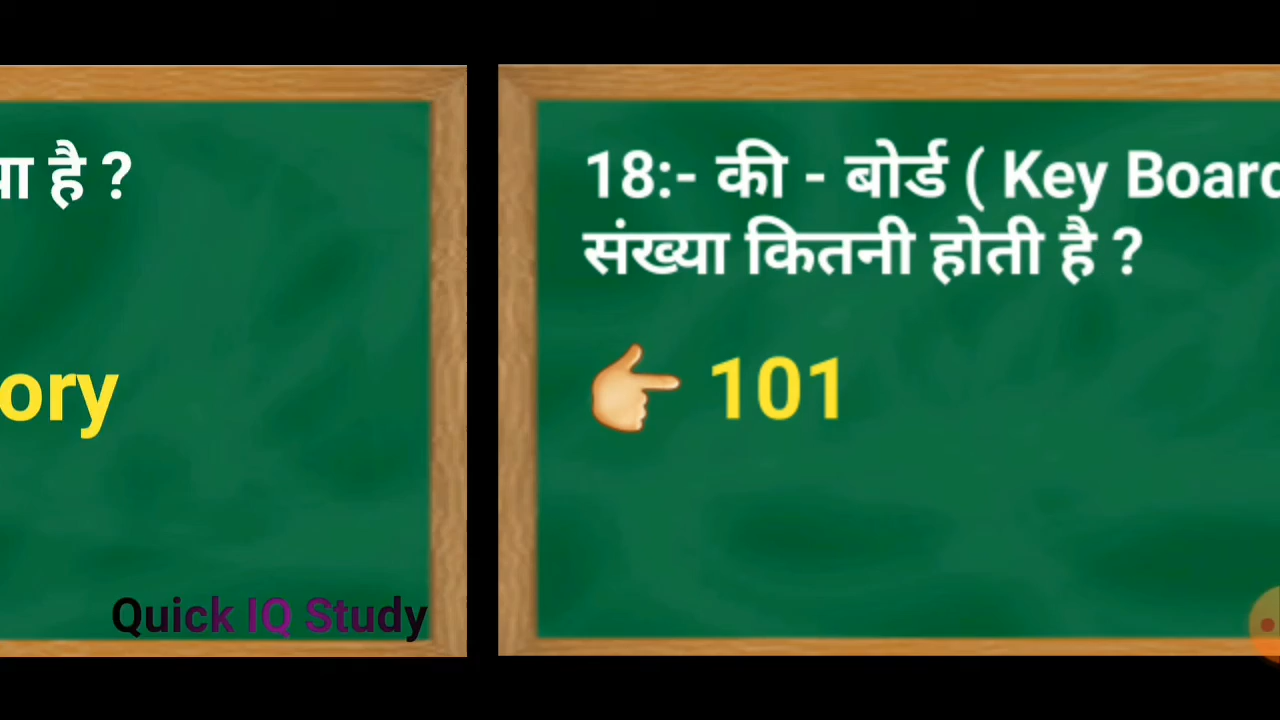 है ?
ory
Quick IQ Study
18:- की - बोर्ड ( Key Board
संख्या कितनी होती है ?
101